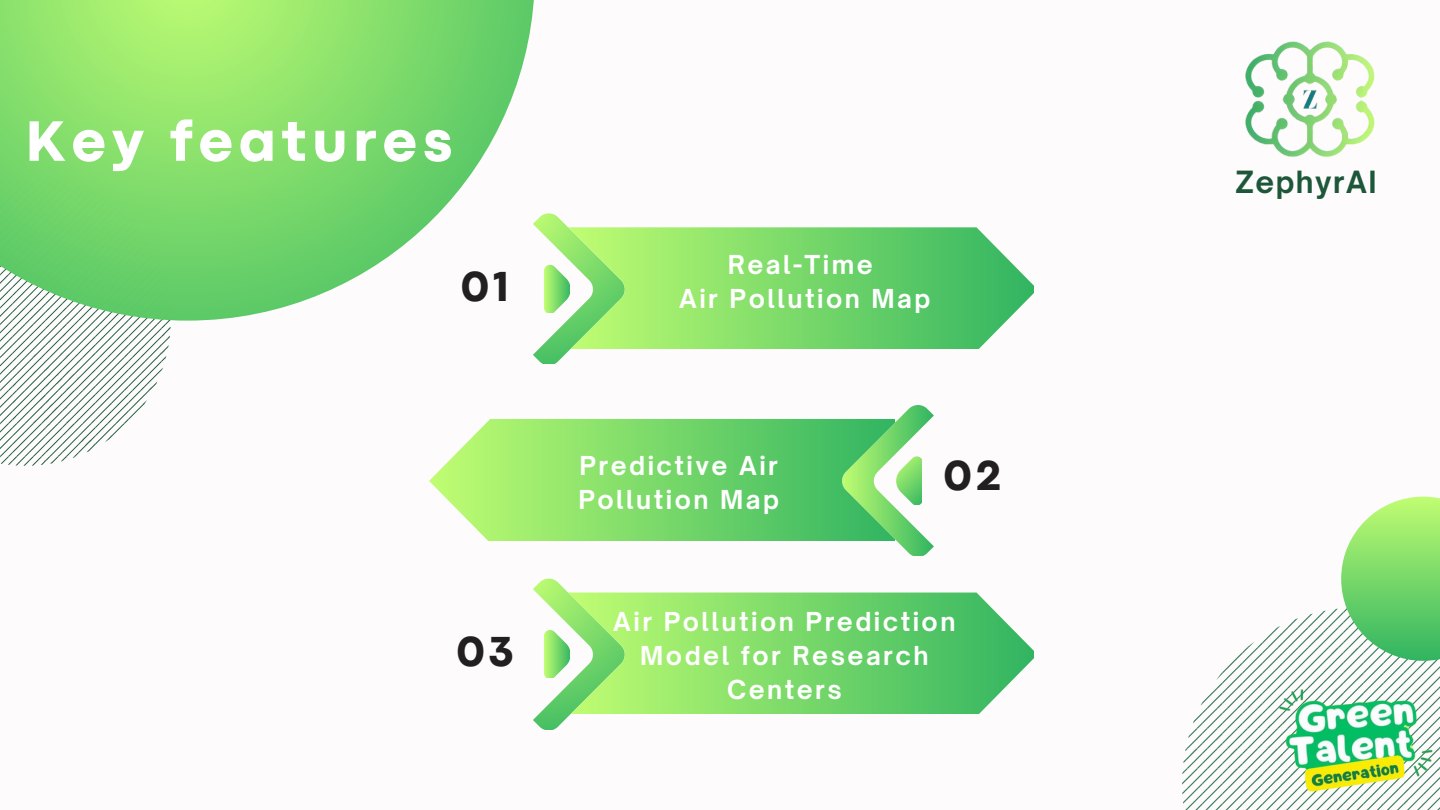 Key features
Z
ZephyrAI
01
Real-Time
Air Pollution Map
Predictive Air
Pollution Map
02
03
Air Pollution Prediction
Model for Research
Centers
Green
Talent
Generation